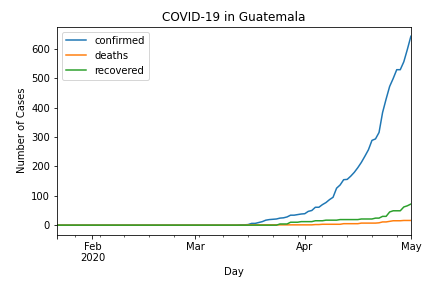 COVID-19 in Guatemala
confirmed
deaths
recovered
Number of Cases
600
500
400
300
200
100
0
Feb
2020
Mar
Apr
May
Day